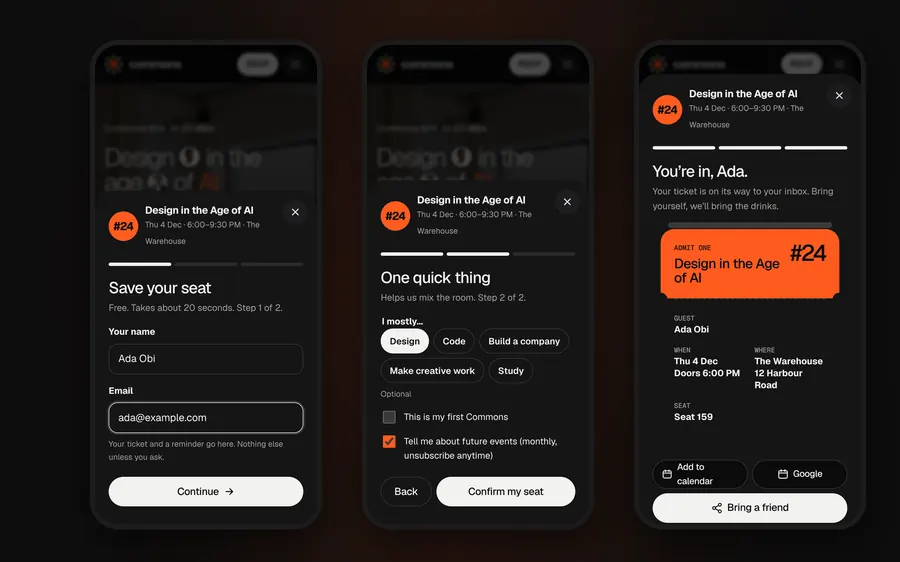 commons
Design in the
age of AI
#24
Design in the Age of AI
Thu 4 Dec · 6:00–9:30 PM · The
Warehouse
Save your seat
Free. Takes about 20 seconds. Step 1 of 2.
Your name
Ada Obi
Email
ada@example.com
Your ticket and a reminder go here. Nothing else
unless you ask.
Continue →
commons
Design in the
age of AI
#24
Design in the Age of AI
Thu 4 Dec · 6:00–9:30 PM · The
Warehouse
One quick thing
Helps us mix the room. Step 2 of 2.
I mostly...
Design
Code
Build a company
Make creative work
Study
Optional
This is my first Commons
Tell me about future events (monthly,
unsubscribe anytime)
Back
Confirm my seat
commons
#24
Design in the Age of AI
Thu 4 Dec · 6:00–9:30 PM · The
Warehouse
You're in, Ada.
Your ticket is on its way to your inbox. Bring
yourself, we'll bring the drinks.
ADMIT ONE
#24
Design in the Age
of AI
GUEST
Ada Obi
WHEN
Thu 4 Dec
Doors 6:00 PM
WHERE
The Warehouse
12 Harbour
Road
SEAT
Seat 159
Add to
calendar
Google
Bring a friend